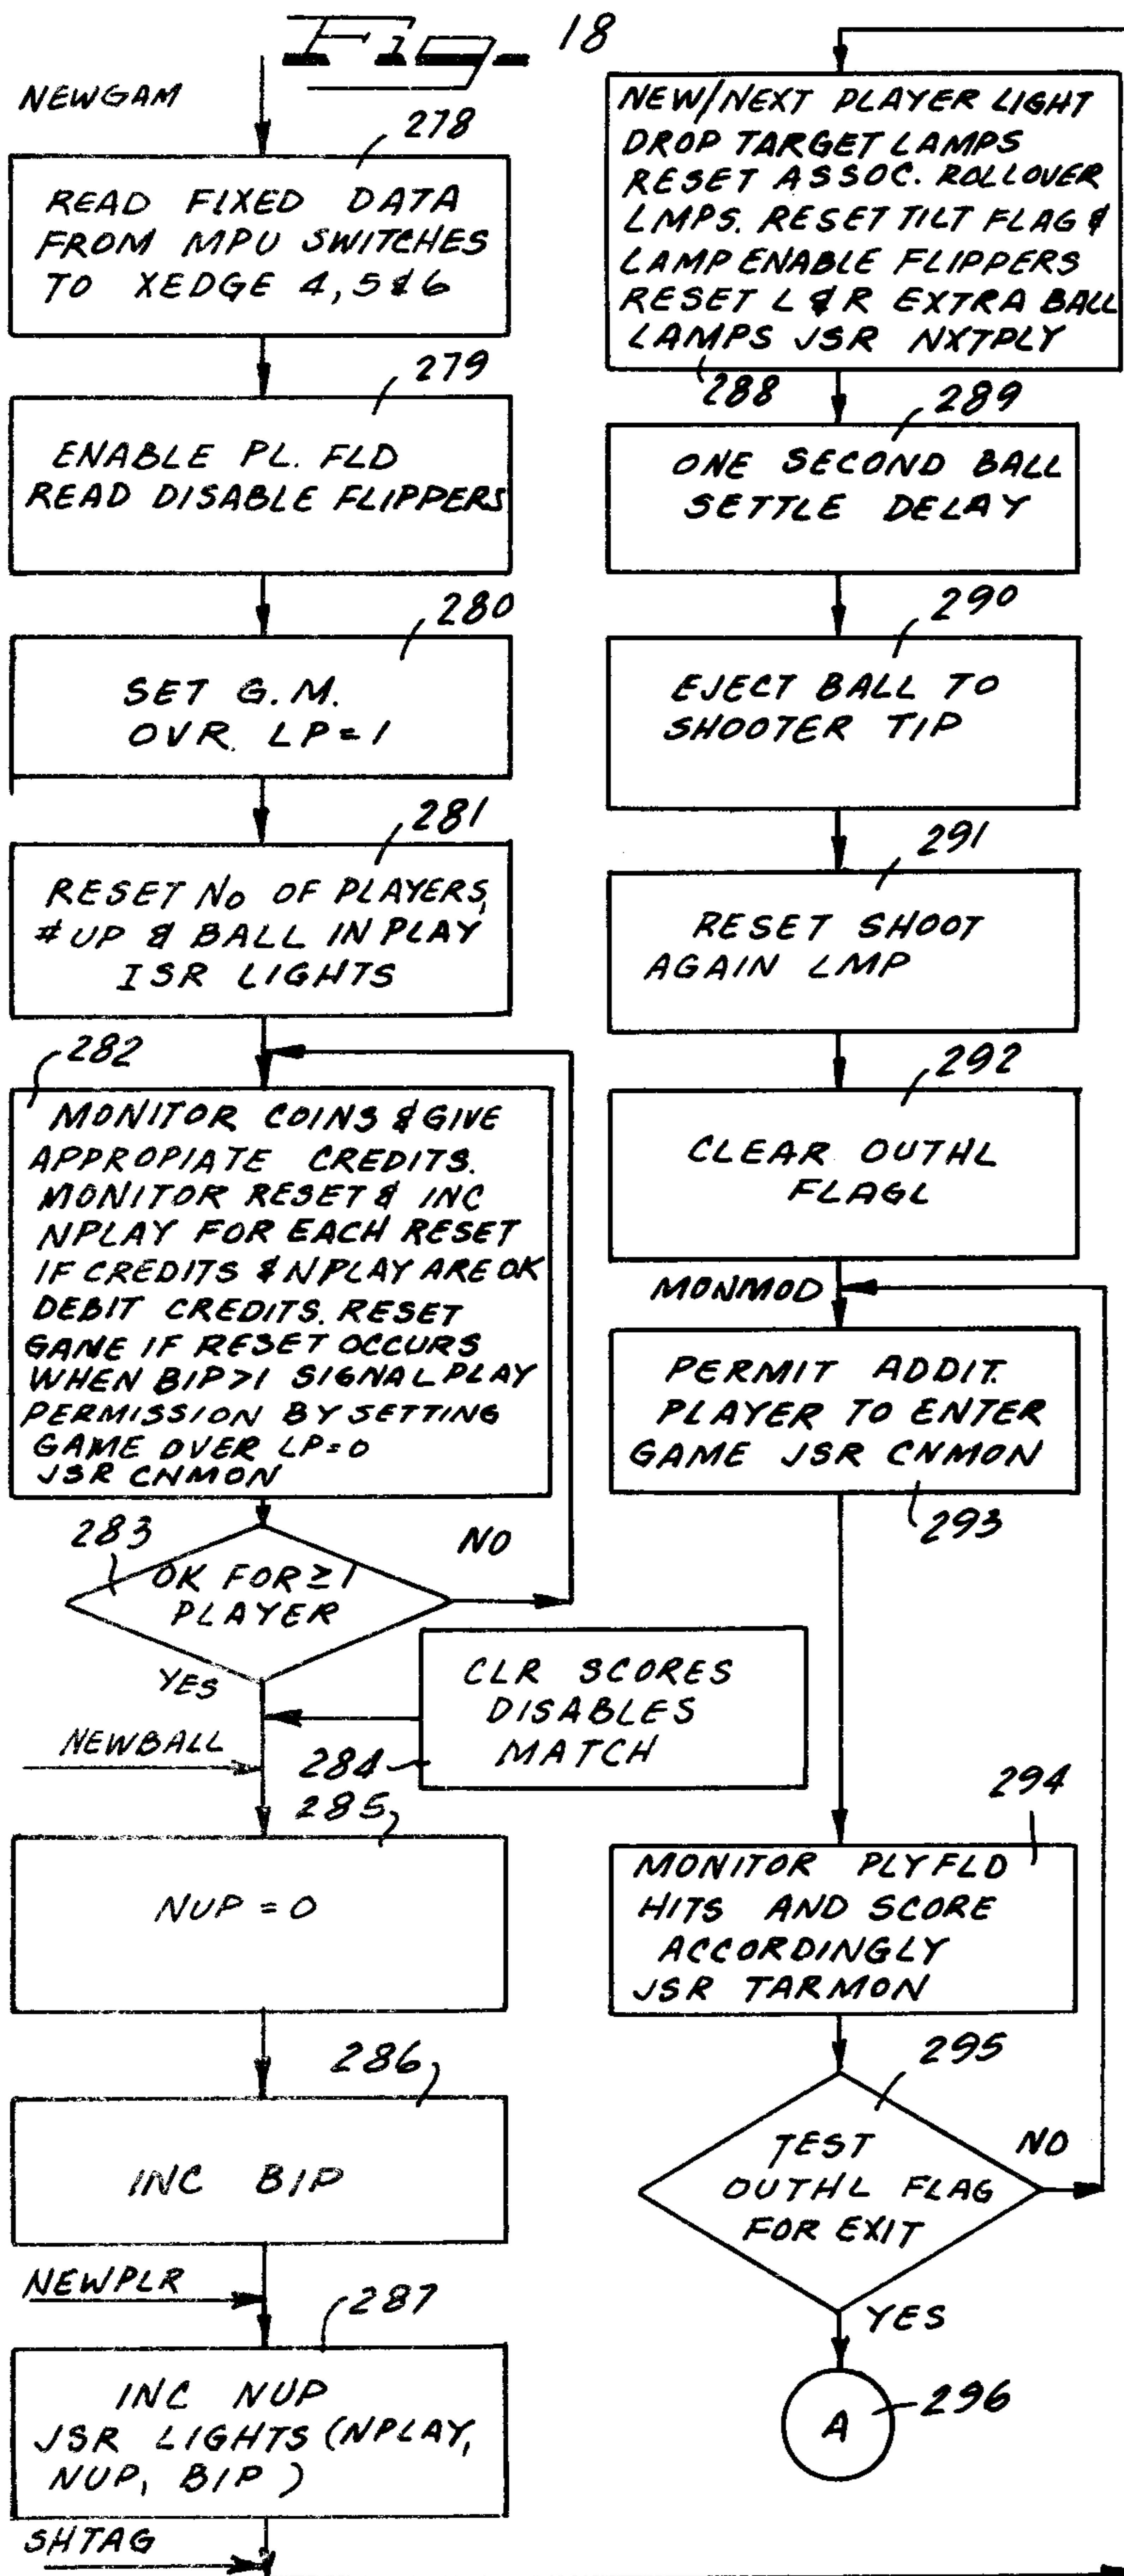 Fig. 18
NEWGAM
278
READ FIXED DATA
FROM MPU SWITCHES
TO XEDGE 4, 5 & 6
279
ENABLE PL. FLD
READ DISABLE FLIPPERS
280
SET G.M.
OVR. LP=1
281
RESET No OF PLAYERS,
# UP & BALL IN PLAY
ISR LIGHTS
282
MONITOR COINS & GIVE
APPROPIATE CREDITS.
MONITOR RESET & INC
NPLAY FOR EACH RESET
IF CREDITS & NPLAY ARE OK
DEBIT CREDITS. RESET
GAME IF RESET OCCURS
WHEN BIP>1 SIGNAL PLAY
PERMISSION BY SETTING
GAME OVER LP=0
JSR CNMON
283
OK FOR ≥1
PLAYER
NO
YES
CLR SCORES
DISABLES
MATCH
284
NEWBALL
285
NUP = 0
286
INC BIP
NEWPLR
287
INC NUP
JSR LIGHTS (NPLAY,
NUP, BIP )
SHTAG
NEW/NEXT PLAYER LIGHT
DROP TARGET LAMPS
RESET ASSOC. ROLLOVER
LMPS. RESET TILT FLAG &
LAMP ENABLE FLIPPERS
RESET L & R EXTRA BALL
LAMPS JSR NXTPLY
288
289
ONE SECOND BALL
SETTLE DELAY
290
EJECT BALL TO
SHOOTER TIP
291
RESET SHOOT
AGAIN LMP
292
CLEAR OUTHL
FLAGL
MONMOD
PERMIT ADDIT.
PLAYER TO ENTER
GAME JSR CNMON
293
294
MONITOR PLYFLD
HITS AND SCORE
ACCORDINGLY
JSR TARMON
295
TEST
OUTHL FLAG
FOR EXIT
NO
YES
A
296